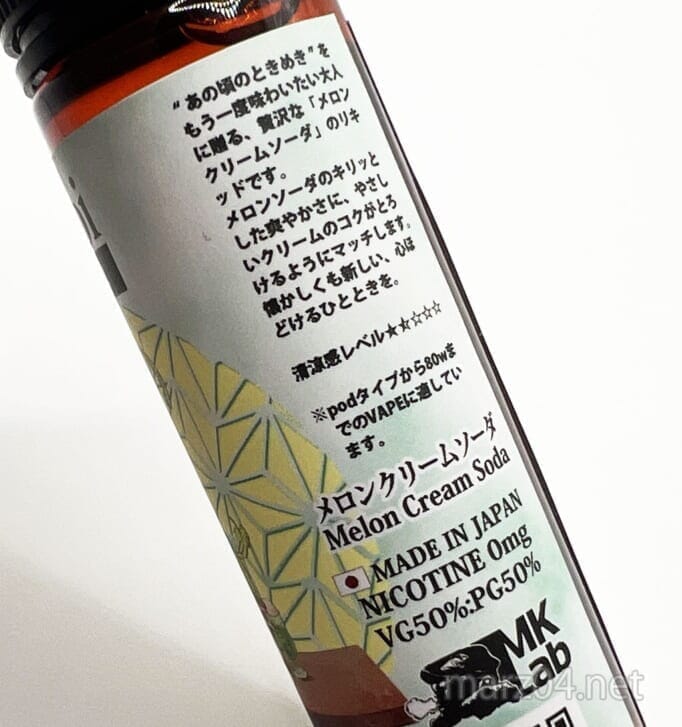 “あの頃のときめき”を
もう一度味わいたい大人
に贈る、贅沢な「メロン
クリームソーダ」のリキ
ッドです。
メロンソーダのキリッと
した爽やかさに、やさし
いクリームのコクがとろ
けるようにマッチします。
懐かしくも新しい、心ほ
どけるひとときを。
清涼感レベル★★☆☆☆
※podタイプから80wま
でのVAPEに適してい
ます。
メロンクリームソーダ
Melon Cream Soda
MADE IN JAPAN
NICOTINE 0mg
VG50%:PG50%
MK
Lab
marz04.net